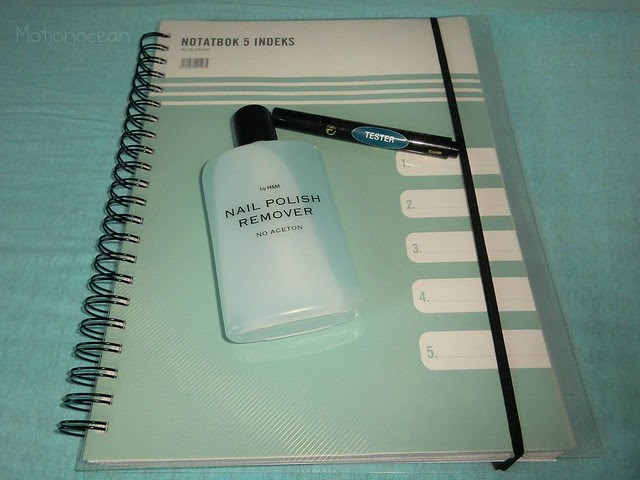 Motionocean
NOTATBOK 5 INDEKS
TESTER
1.
by H&M
NAIL POLISH
REMOVER
NO ACETON
2.
3.
4.
5.